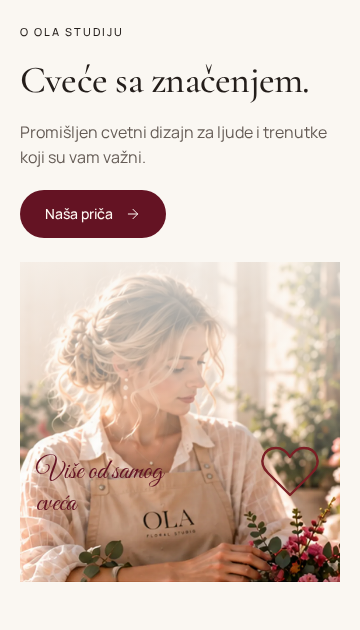 O OLA STUDIJU
Cveće sa značenjem.
Promišljen cvetni dizajn za ljude i trenutke
koji su vam važni.
Naša priča →
Više od samog
cveća
OLA
FLORAL STUDIO